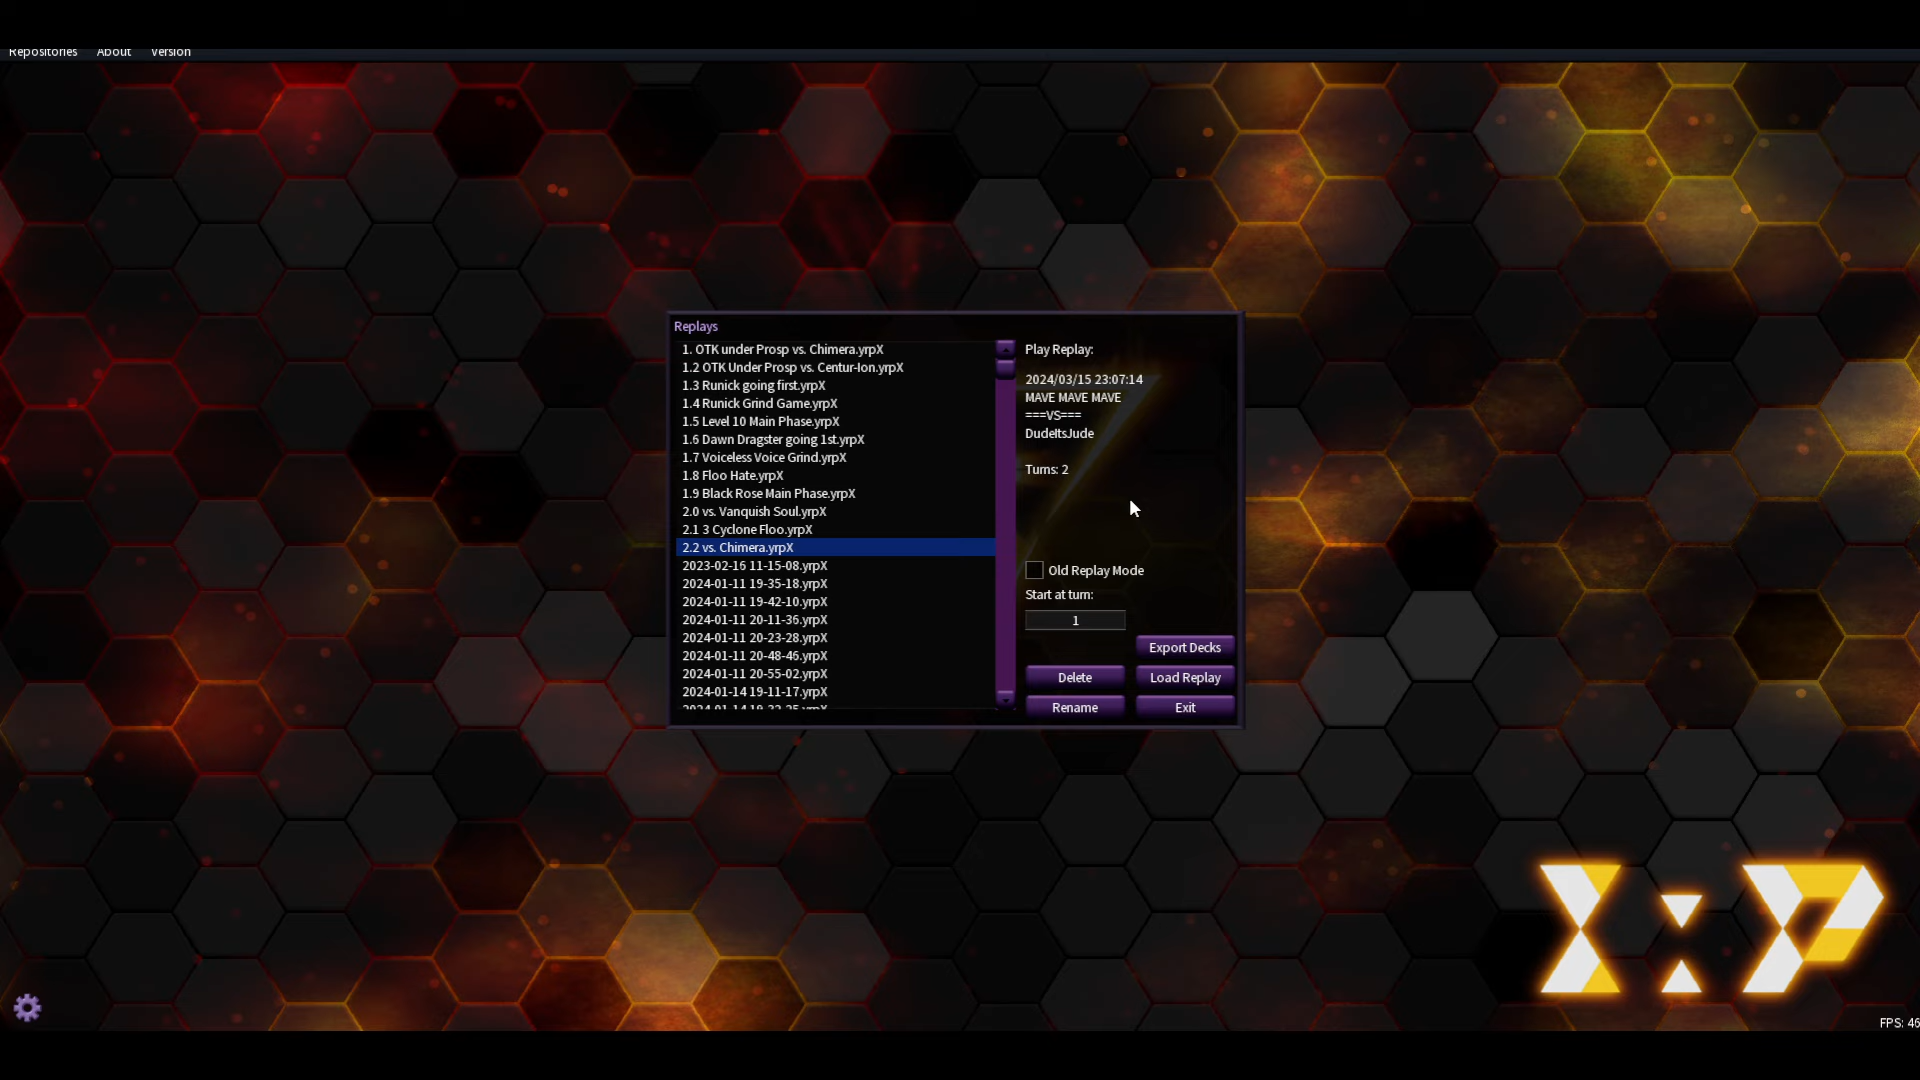 Repositories About Version
Replays
1. OTK under Prosp vs. Chimera.yrpX
1.2 OTK Under Prosp vs. Centur-Ion.yrpX
1.3 Runick going first.yrpX
1.4 Runick Grind Game.yrpX
1.5 Level 10 Main Phase.yrpX
1.6 Dawn Dragster going 1st.yrpX
1.7 Voiceless Voice Grind.yrpX
1.8 Floo Hate.yrpX
1.9 Black Rose Main Phase.yrpX
2.0 vs. Vanquish Soul.yrpX
2.1 3 Cyclone Floo.yrpX
2.2 vs. Chimera.yrpX
2023-02-16 11-15-08.yrpX
2024-01-11 19-35-18.yrpX
2024-01-11 19-42-10.yrpX
2024-01-11 20-11-36.yrpX
2024-01-11 20-23-28.yrpX
2024-01-11 20-48-46.yrpX
2024-01-11 20-55-02.yrpX
2024-01-14 19-11-17.yrpX
Play Replay:
2024/03/15 23:07:14
MAVE MAVE MAVE
===VS===
DudeItsJude
Turns: 2
Old Replay Mode
Start at turn:
1
Export Decks
Delete
Load Replay
Rename
Exit
X:P
FPS: 46